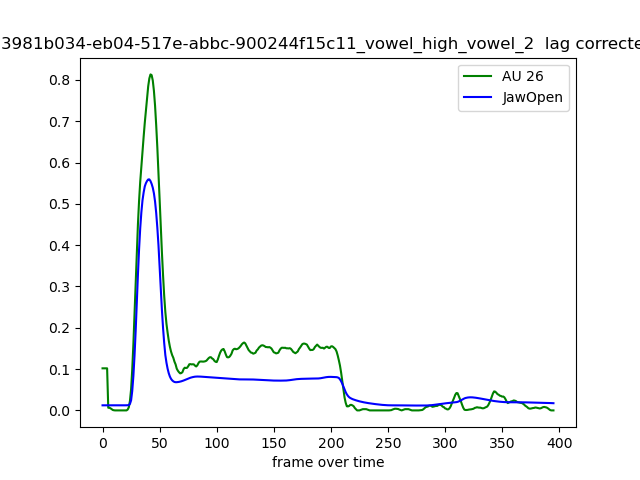 3981b034-eb04-517e-abbc-900244f15c11_vowel_high_vowel_2 lag correcte
AU 26
JawOpen
0.8
0.7
0.6
0.5
0.4
0.3
0.2
0.1
0.0
0 50 100 150 200 250 300 350 400
frame over time